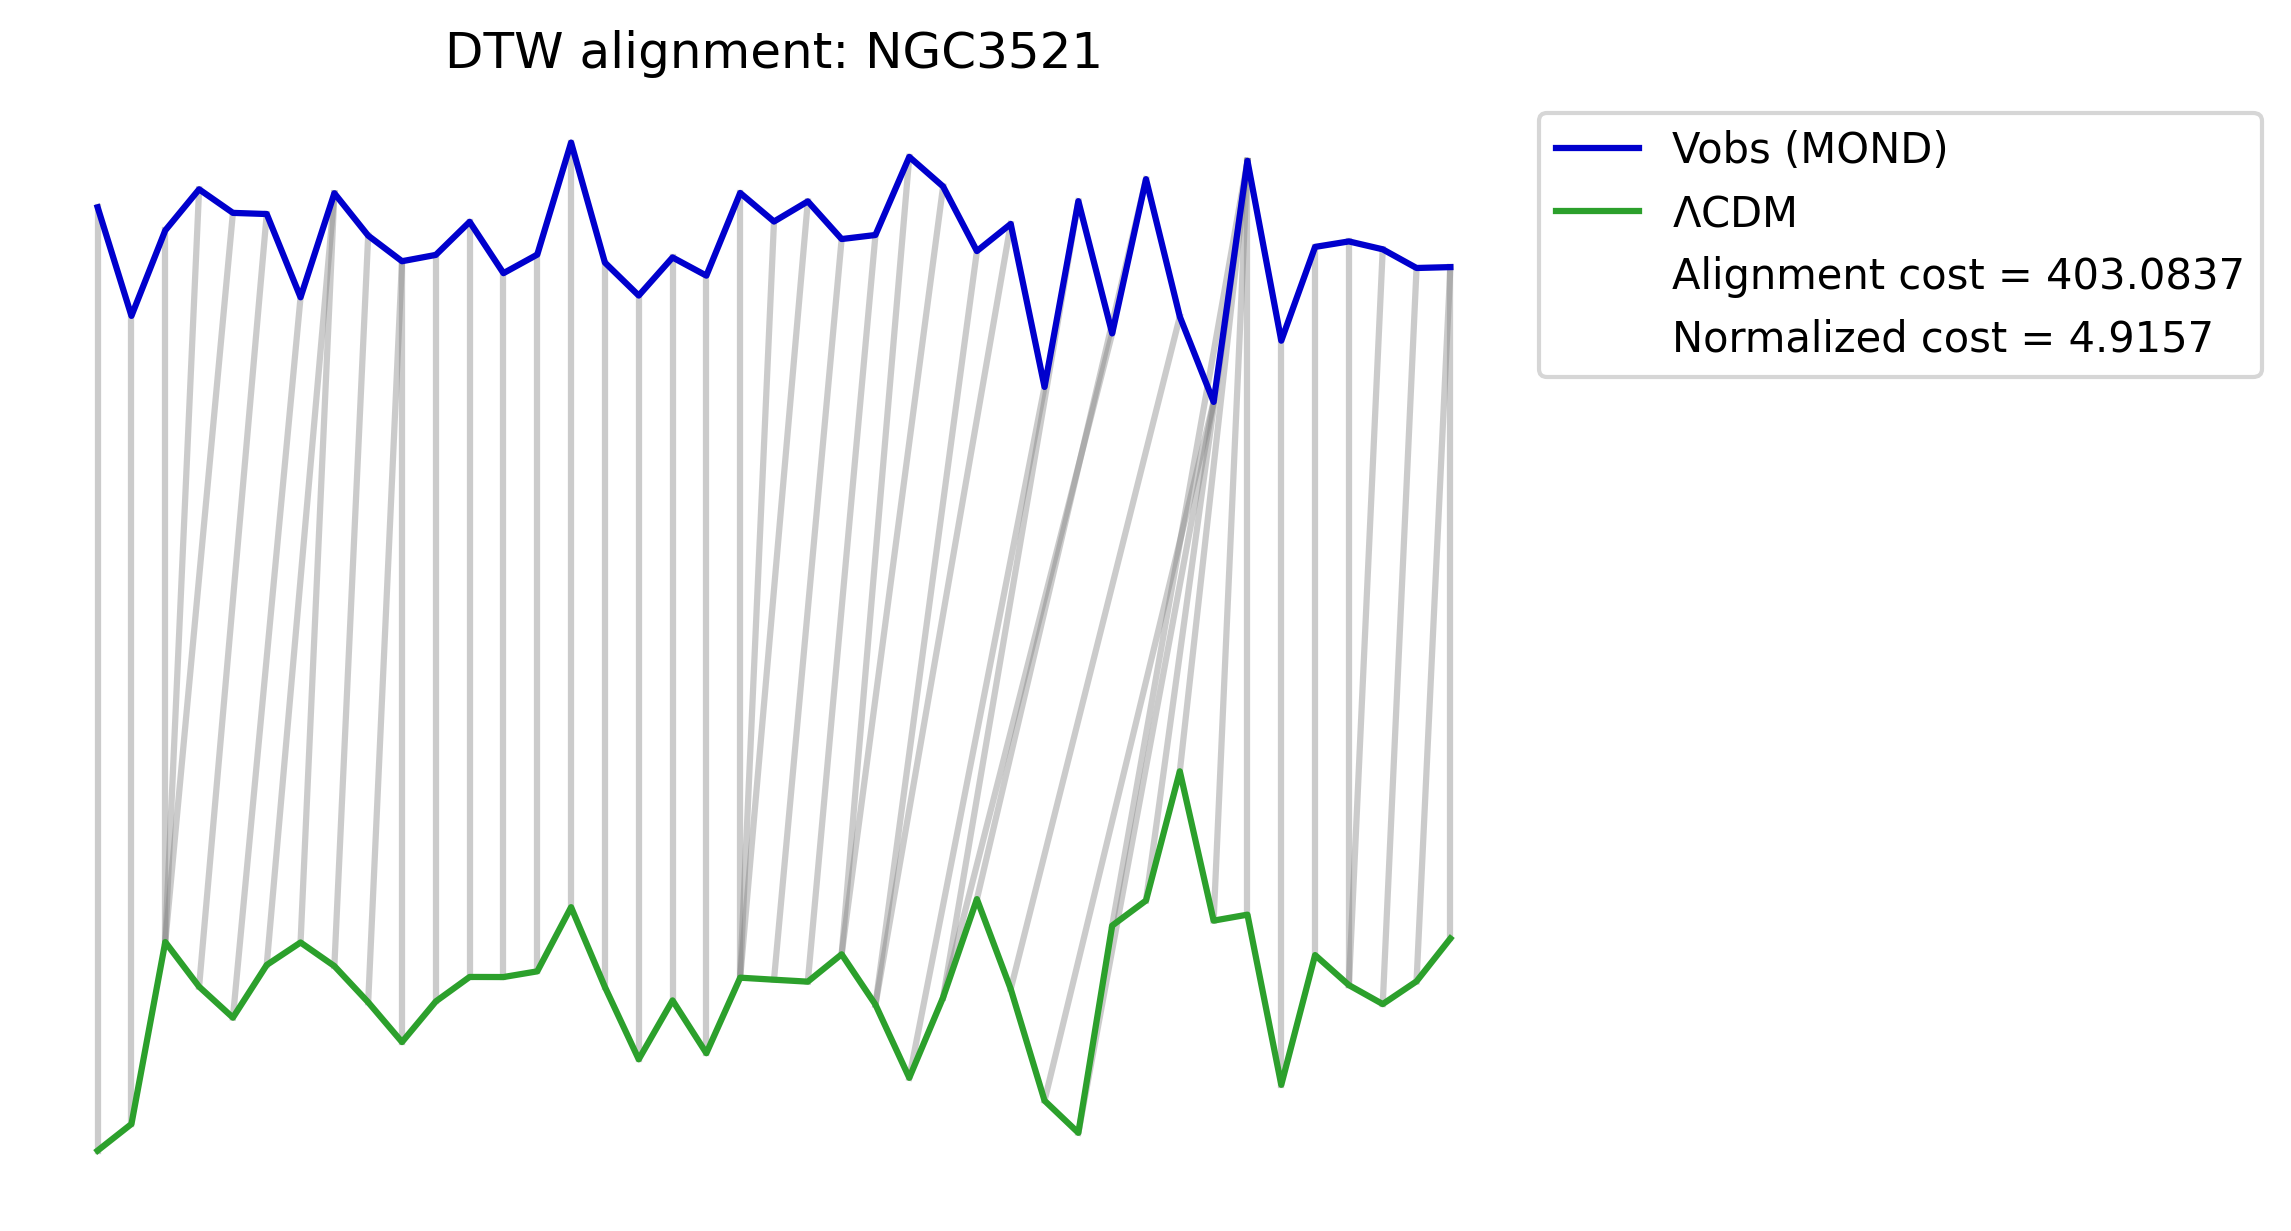 DTW alignment: NGC3521
Vobs (MOND)
ΛCDM
Alignment cost = 403.0837
Normalized cost = 4.9157